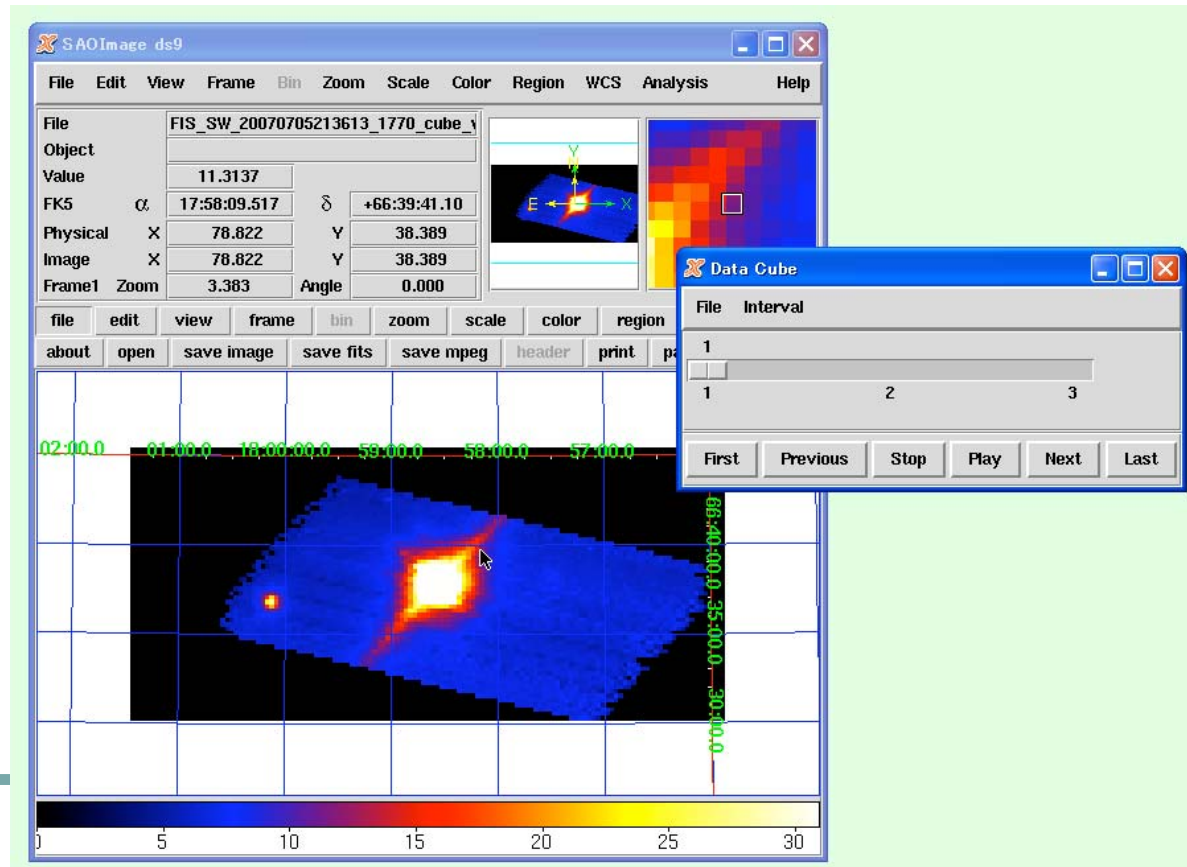 SAOImage ds9
File Edit View Frame Bin Zoom Scale Color Region WCS Analysis Help
File FIS_SW_20070705213613_1770_cube_
Object
Value 11.3137
FK5 α 17:58:09.517 δ +66:39:41.10
Physical X 78.822 Y 38.389
Image X 78.822 Y 38.389
Frame1 Zoom 3.383 Angle 0.000
Y
N
E X
file edit view frame bin zoom scale color region
about open save image save fits save mpeg header print
Data Cube
File Interval
1
1 2 3
First Previous Stop Play Next Last
02:00.0 01:00.0 18:00:00.0 59:00.0 58:00.0 57:00.0
66:40:00.0 35:00.0 30:00.0
5 10 15 20 25 30